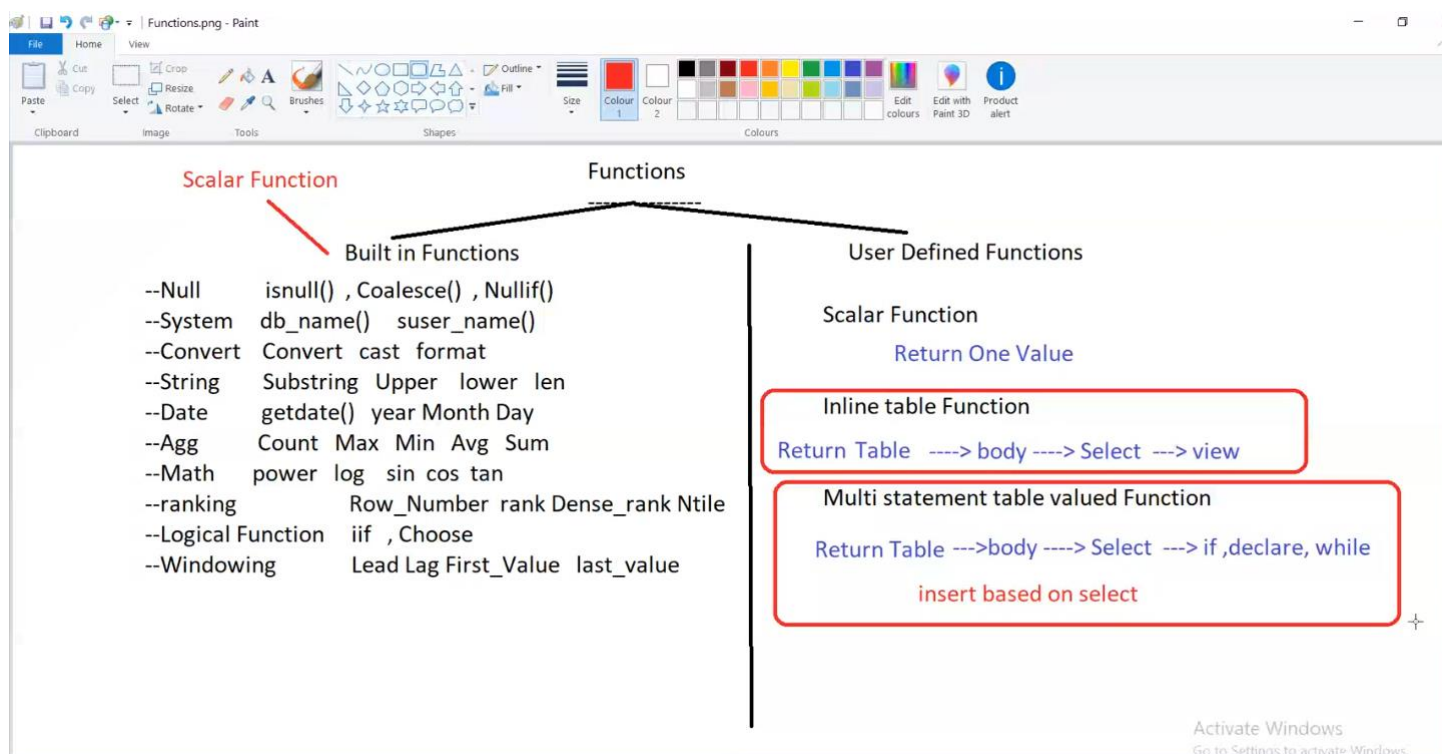 Functions.png - Paint
File Home View
Paste
Cut
Copy
Clipboard
Select
Crop
Resize
Rotate
Image
Tools
Brushes
Shapes
Outline
Fill
Size
Colour 1
Colour 2
Colours
Edit colours
Edit with Paint 3D
Product alert
Functions
-------------------
Scalar Function
Built in Functions
--Null isnull() , Coalesce() , Nullif()
--System db_name() suser_name()
--Convert Convert cast format
--String Substring Upper lower len
--Date getdate() year Month Day
--Agg Count Max Min Avg Sum
--Math power log sin cos tan
--ranking Row_Number rank Dense_rank Ntile
--Logical Function iif , Choose
--Windowing Lead Lag First_Value last_value
User Defined Functions
Scalar Function
Return One Value
Inline table Function
Return Table ----> body ----> Select ---> view
Multi statement table valued Function
Return Table --->body ----> Select ---> if ,declare, while
insert based on select
Activate Windows
Go to Settings to activate Windows.